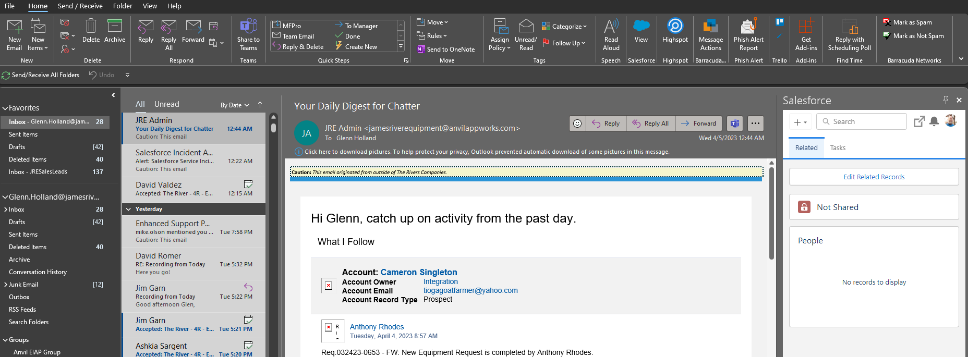 File Home Send / Receive Folder View Help
New Email
New Items
Delete
Archive
Reply
Reply All
Forward
Share to Teams
MFPro
Team Email
Reply & Delete
To Manager
Done
Create New
Move
Rules
Send to OneNote
Assign Policy
Unread/ Read
Categorize
Follow Up
Read Aloud
View
Highspot
Message Actions
Phish Alert Report
Trello
Get Add-ins
Reply with Scheduling Poll
Mark as Spam
Mark as Not Spam
New Delete Respond Teams Quick Steps Move Tags Speech Salesforce Highspot Barracuda... Phish Alert Trello Add-ins Find Time Barracuda Networks
Send/Receive All Folders Undo
Favorites
Inbox - Glenn.Holland@jam... 28
Sent Items
Drafts [42]
Deleted Items 40
Inbox - JRESalesLeads 137
Glenn.Holland@jamesriv...
Inbox 28
Drafts [42]
Sent Items
Deleted Items 40
Archive
Conversation History
Junk Email [12]
Outbox
RSS Feeds
Search Folders
Groups
Anvil EIAP Group
All Unread By Date
JRE Admin
Your Daily Digest for Chatter 12:44 AM
Caution: This email
Salesforce Incident A...
Alert: Salesforce Service Inci... 12:22 AM
Caution: This email
David Valdez
Accepted: The River - 4R - E... 12:15 AM
Yesterday
Enhanced Support P...
mike.olson mentioned you ... Tue 7:58 PM
Caution: This email
David Romer
RE: Recording from Today Tue 5:32 PM
Here you go!
Jim Garn
Recording from Today Tue 5:22 PM
Good afternoon Glen,
Jim Garn
Accepted: The River - 4R - E... Tue 5:21 PM
Ashkia Sargent
Accepted: The River - 4R - E... Tue 5:20 PM
Your Daily Digest for Chatter
JA
JRE Admin <jamesriverequipment@anvilappworks.com>
To Glenn Holland
Reply Reply All Forward
Wed 4/5/2023 12:44 AM
Click here to download pictures. To help protect your privacy, Outlook prevented automatic download of some pictures in this message.
Caution: This email originated from outside of The Rivers Companies.
Hi Glenn, catch up on activity from the past day.
What I Follow
Account: Cameron Singleton
Account Owner Integration
Account Email liogagoatfarmer@yahoo.com
Account Record Type Prospect
Anthony Rhodes
Tuesday, April 4, 2023 8:57 AM
Req.032423-0653 - FW: New Equipment Request is completed by Anthony Rhodes.
Salesforce
Search
Related Tasks
Edit Related Records
Not Shared
People
No records to display